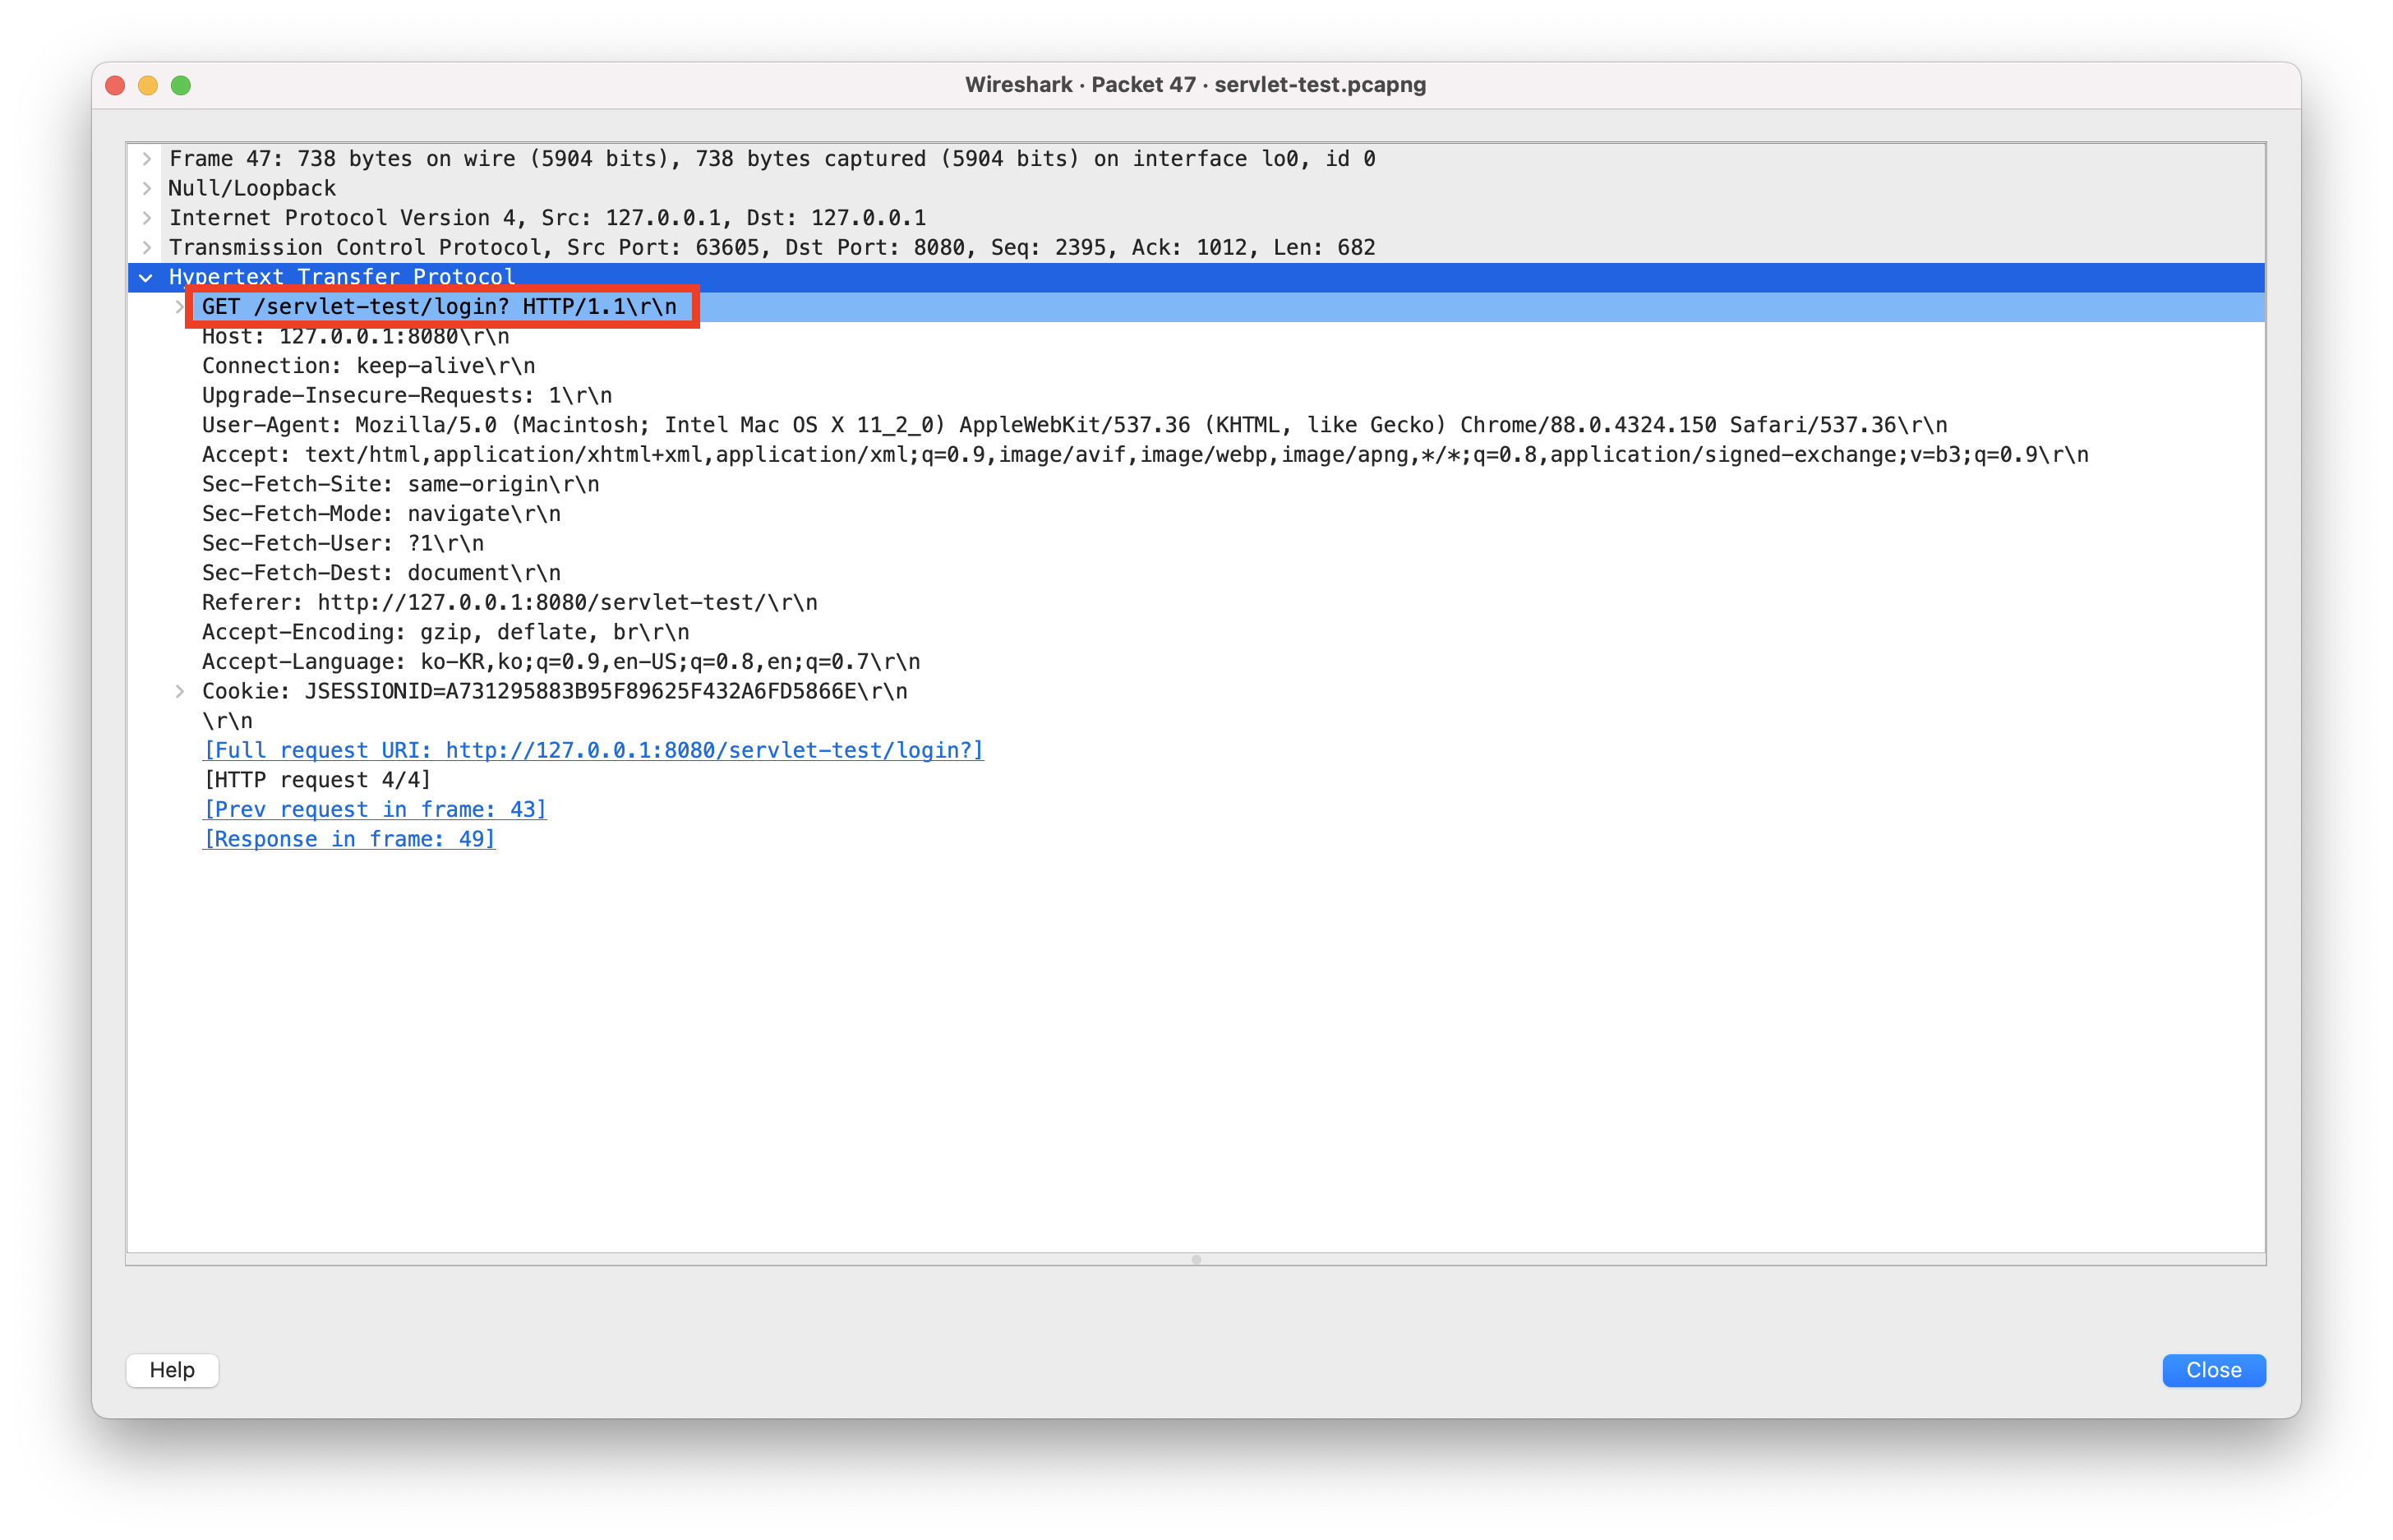 Wireshark · Packet 47 · servlet-test.pcapng
Frame 47: 738 bytes on wire (5904 bits), 738 bytes captured (5904 bits) on interface lo0, id 0
Null/Loopback
Internet Protocol Version 4, Src: 127.0.0.1, Dst: 127.0.0.1
Transmission Control Protocol, Src Port: 63605, Dst Port: 8080, Seq: 2395, Ack: 1012, Len: 682
Hypertext Transfer Protocol
GET /servlet-test/login? HTTP/1.1\r\n
Host: 127.0.0.1:8080\r\n
Connection: keep-alive\r\n
Upgrade-Insecure-Requests: 1\r\n
User-Agent: Mozilla/5.0 (Macintosh; Intel Mac OS X 11_2_0) AppleWebKit/537.36 (KHTML, like Gecko) Chrome/88.0.4324.150 Safari/537.36\r\n
Accept: text/html,application/xhtml+xml,application/xml;q=0.9,image/avif,image/webp,image/apng,*/*;q=0.8,application/signed-exchange;v=b3;q=0.9\r\n
Sec-Fetch-Site: same-origin\r\n
Sec-Fetch-Mode: navigate\r\n
Sec-Fetch-User: ?1\r\n
Sec-Fetch-Dest: document\r\n
Referer: http://127.0.0.1:8080/servlet-test/\r\n
Accept-Encoding: gzip, deflate, br\r\n
Accept-Language: ko-KR,ko;q=0.9,en-US;q=0.8,en;q=0.7\r\n
Cookie: JSESSIONID=A731295883B95F89625F432A6FD5866E\r\n
\r\n
[Full request URI: http://127.0.0.1:8080/servlet-test/login?]
[HTTP request 4/4]
[Prev request in frame: 43]
[Response in frame: 49]
Help
Close